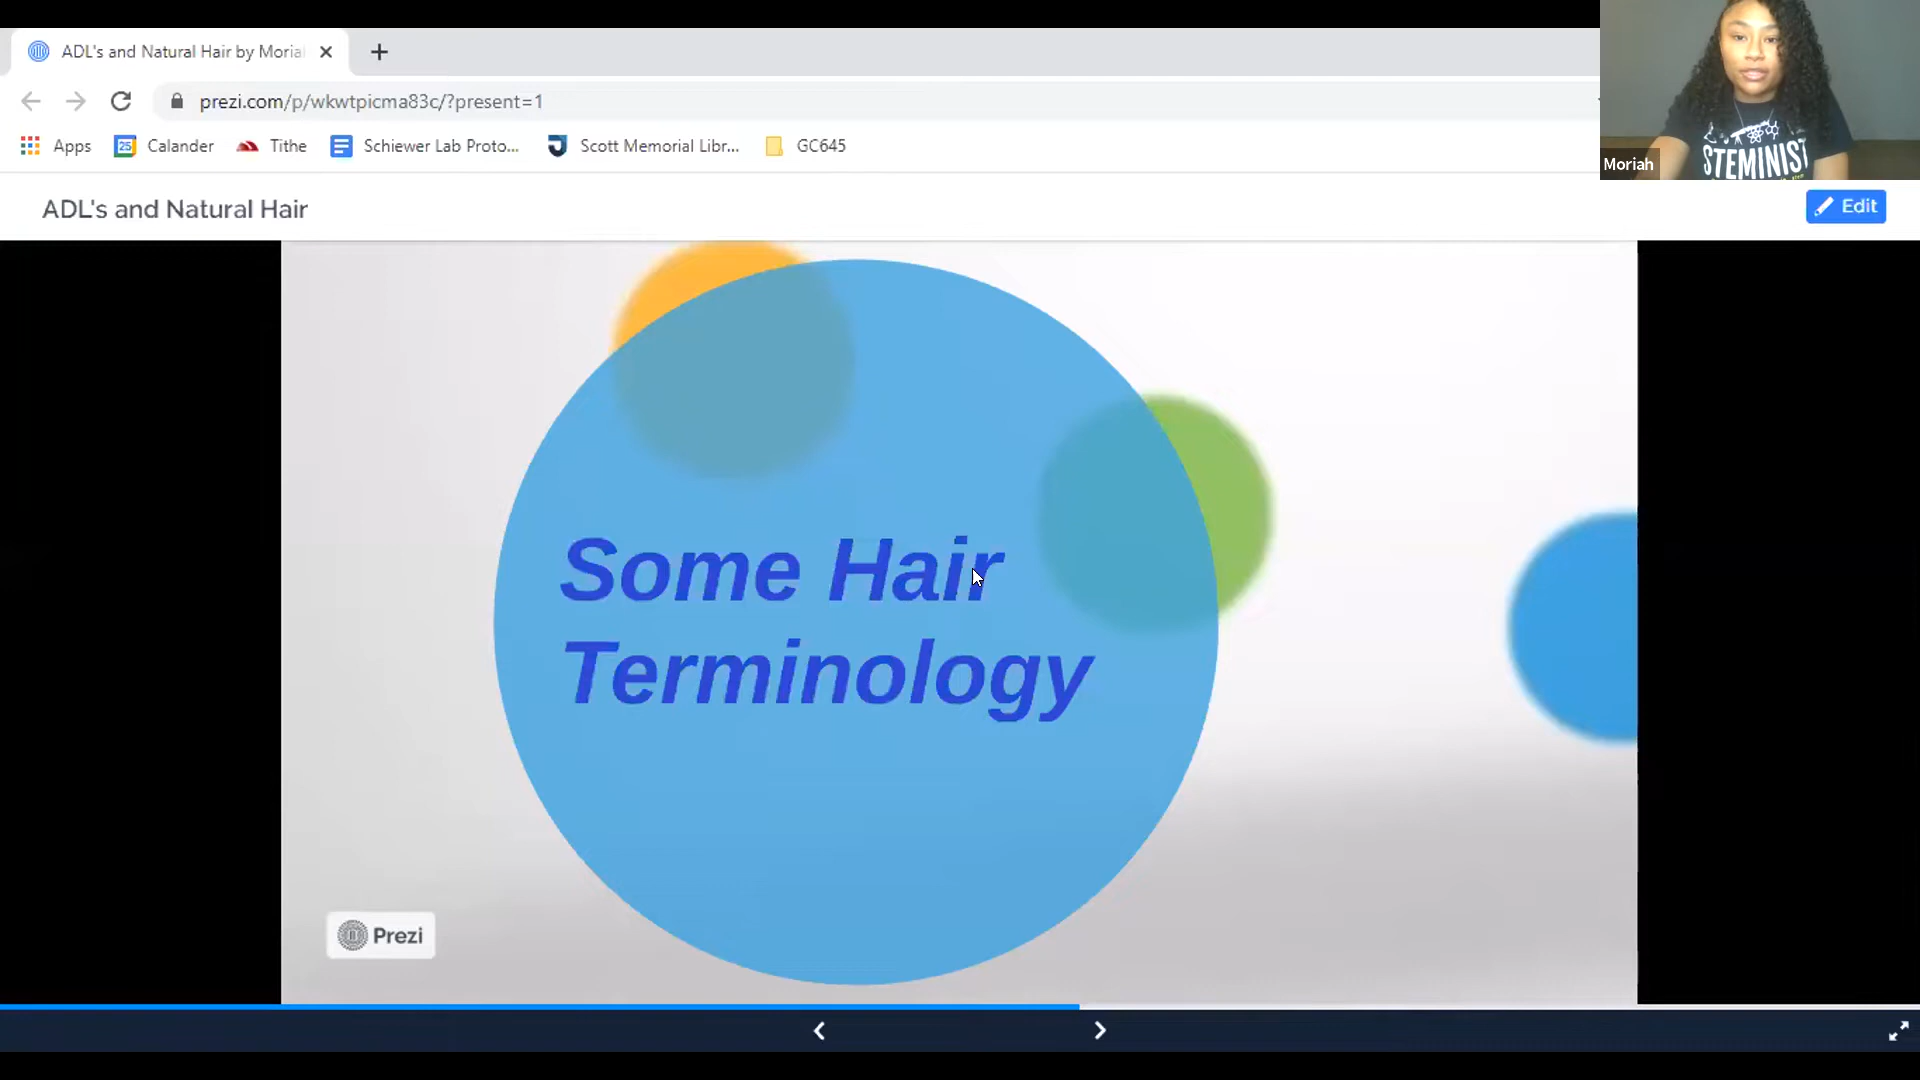 ADL's and Natural Hair by Moria
prezi.com/p/wkwtpicma83c/?present=1
Apps
25
Calander
Tithe
Schiewer Lab Proto...
Scott Memorial Libr...
GC645
Moriah
STEMINIST
ADL's and Natural Hair
Edit
Some Hair
Terminology
Prezi